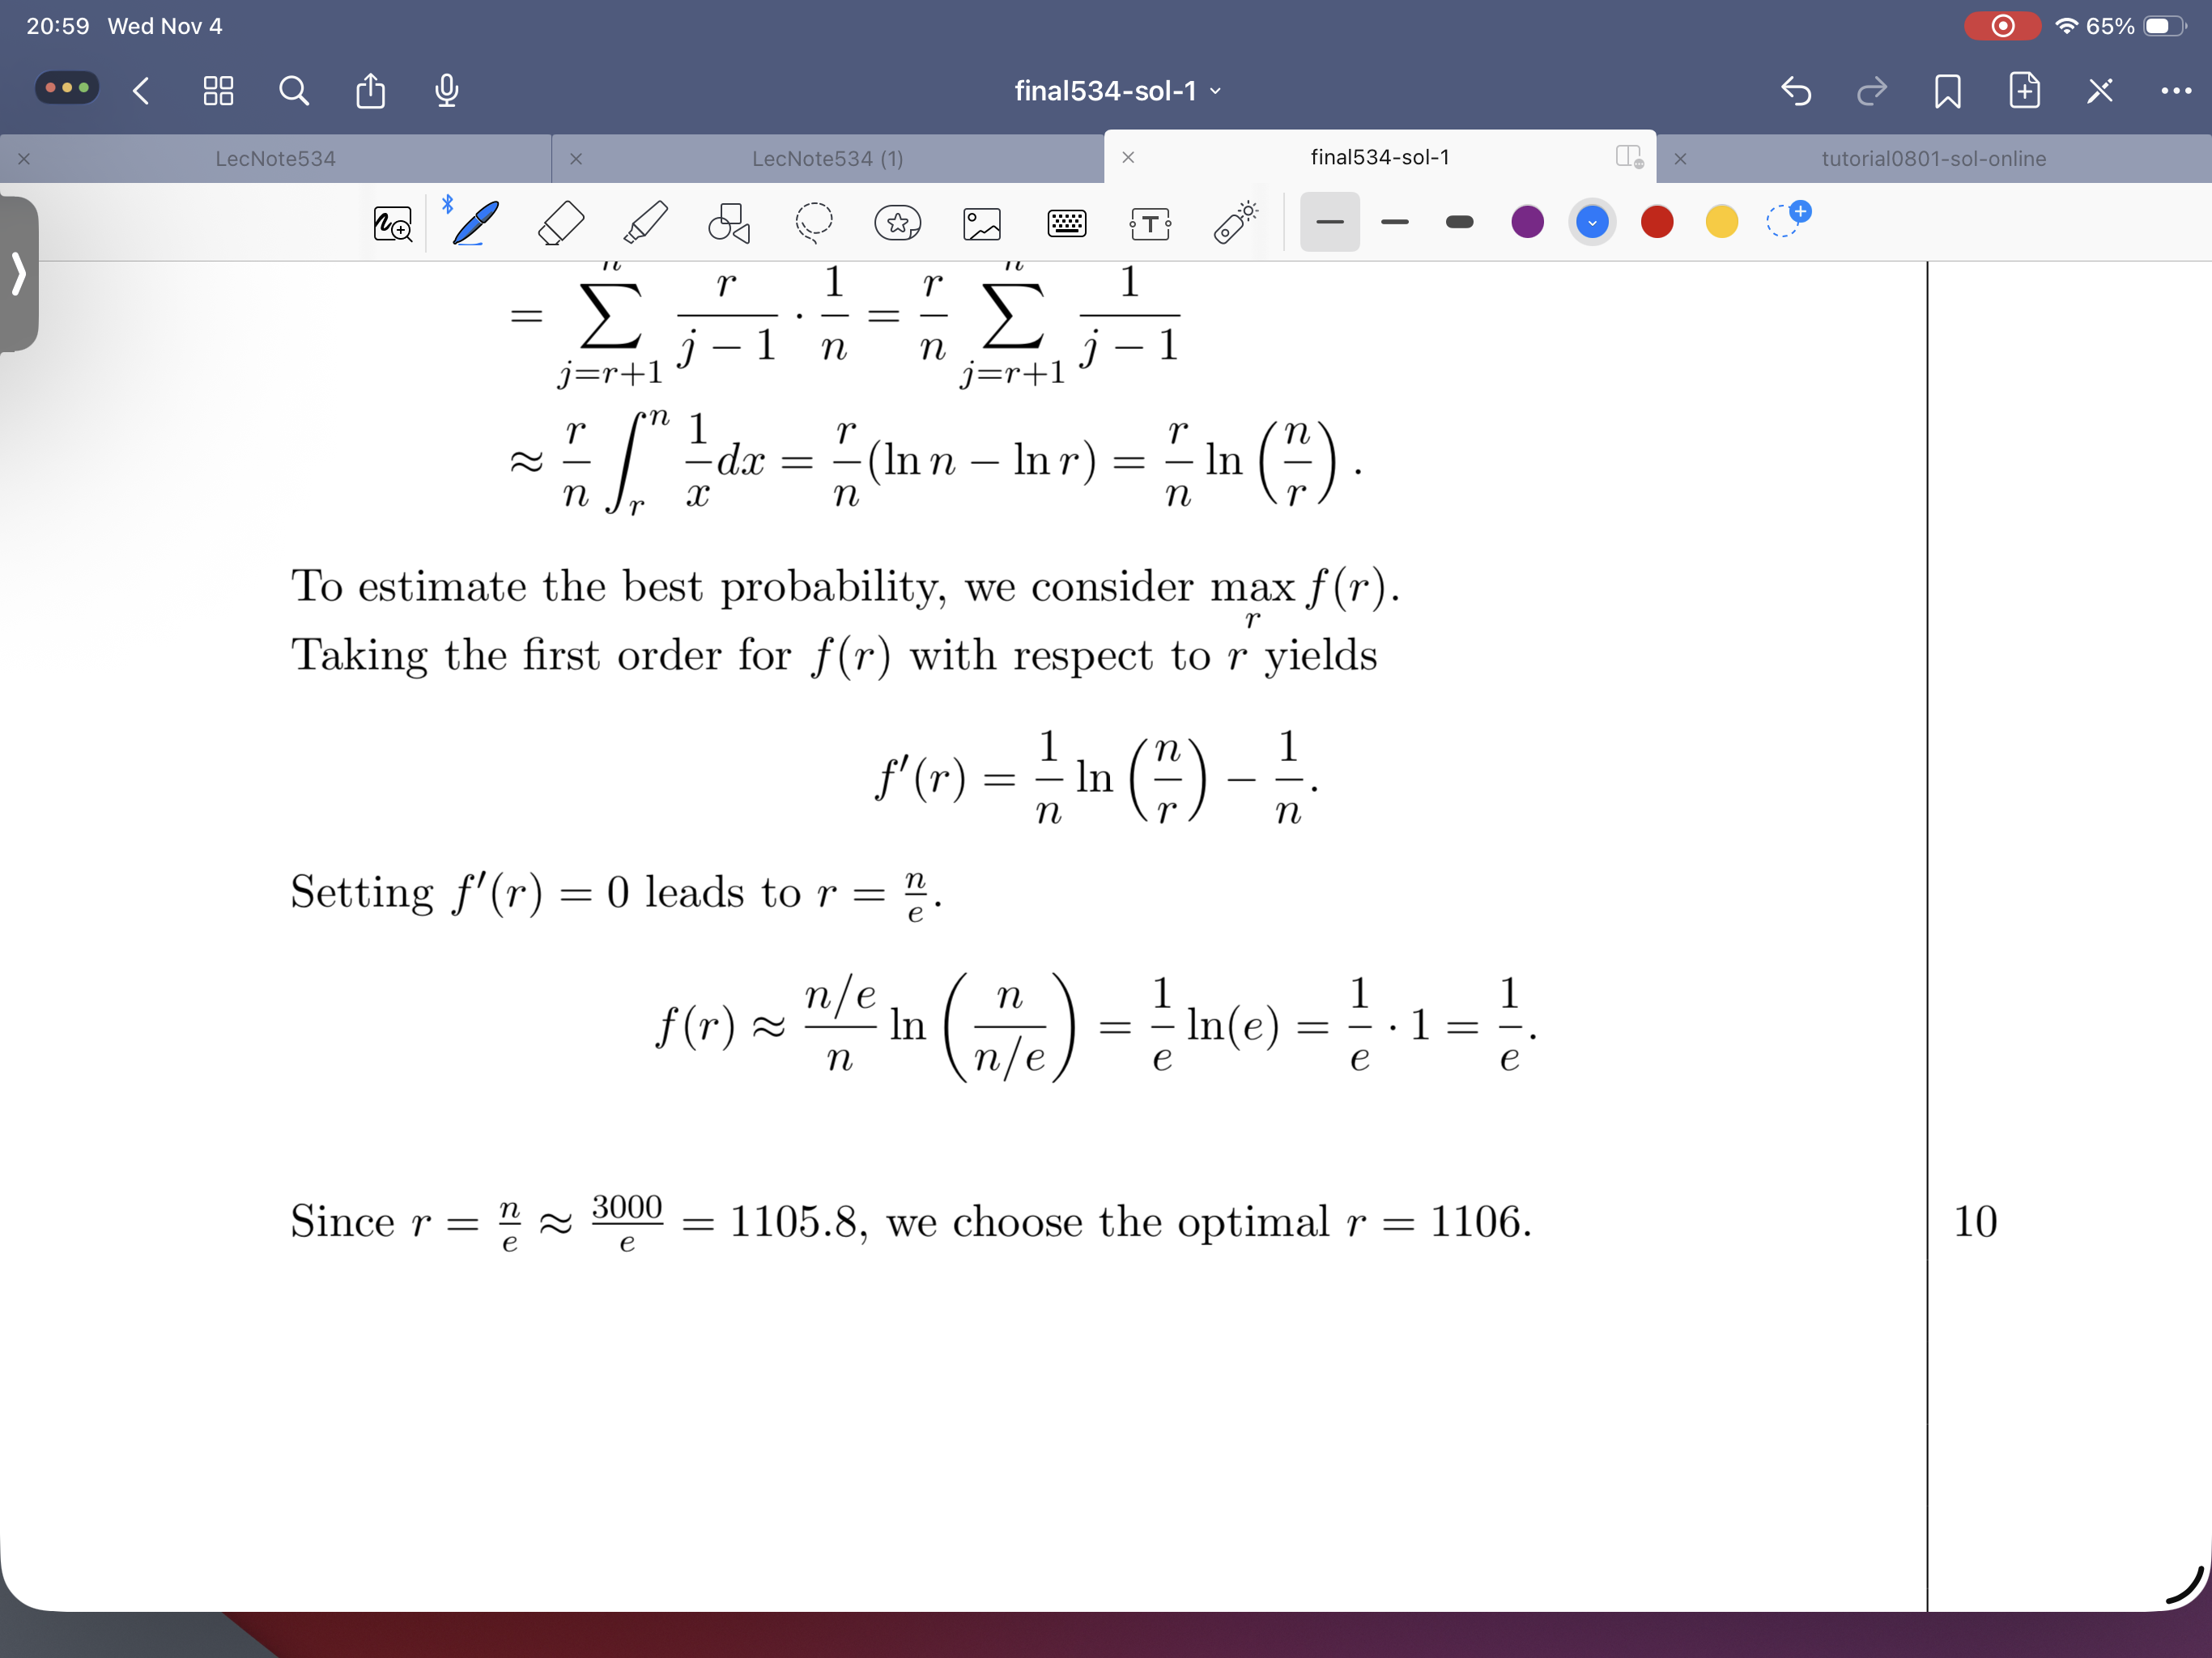 20:59 Wed Nov 4 65%
final534-sol-1
LecNote534 LecNote534 (1) final534-sol-1 tutorial0801-sol-online
T
= ∑_{j=r+1}^{n} r/(j − 1) · 1/n = r/n ∑_{j=r+1}^{n} 1/(j − 1)
≈ r/n ∫_r^n 1/x dx = r/n (ln n − ln r) = r/n ln (n/r) .
To estimate the best probability, we consider max_r f(r).
Taking the first order for f(r) with respect to r yields
f′(r) = 1/n ln (n/r) − 1/n.
Setting f′(r) = 0 leads to r = n/e.
f(r) ≈ (n/e)/n ln (n/(n/e)) = 1/e ln(e) = 1/e · 1 = 1/e.
Since r = n/e ≈ 3000/e = 1105.8, we choose the optimal r = 1106. 10